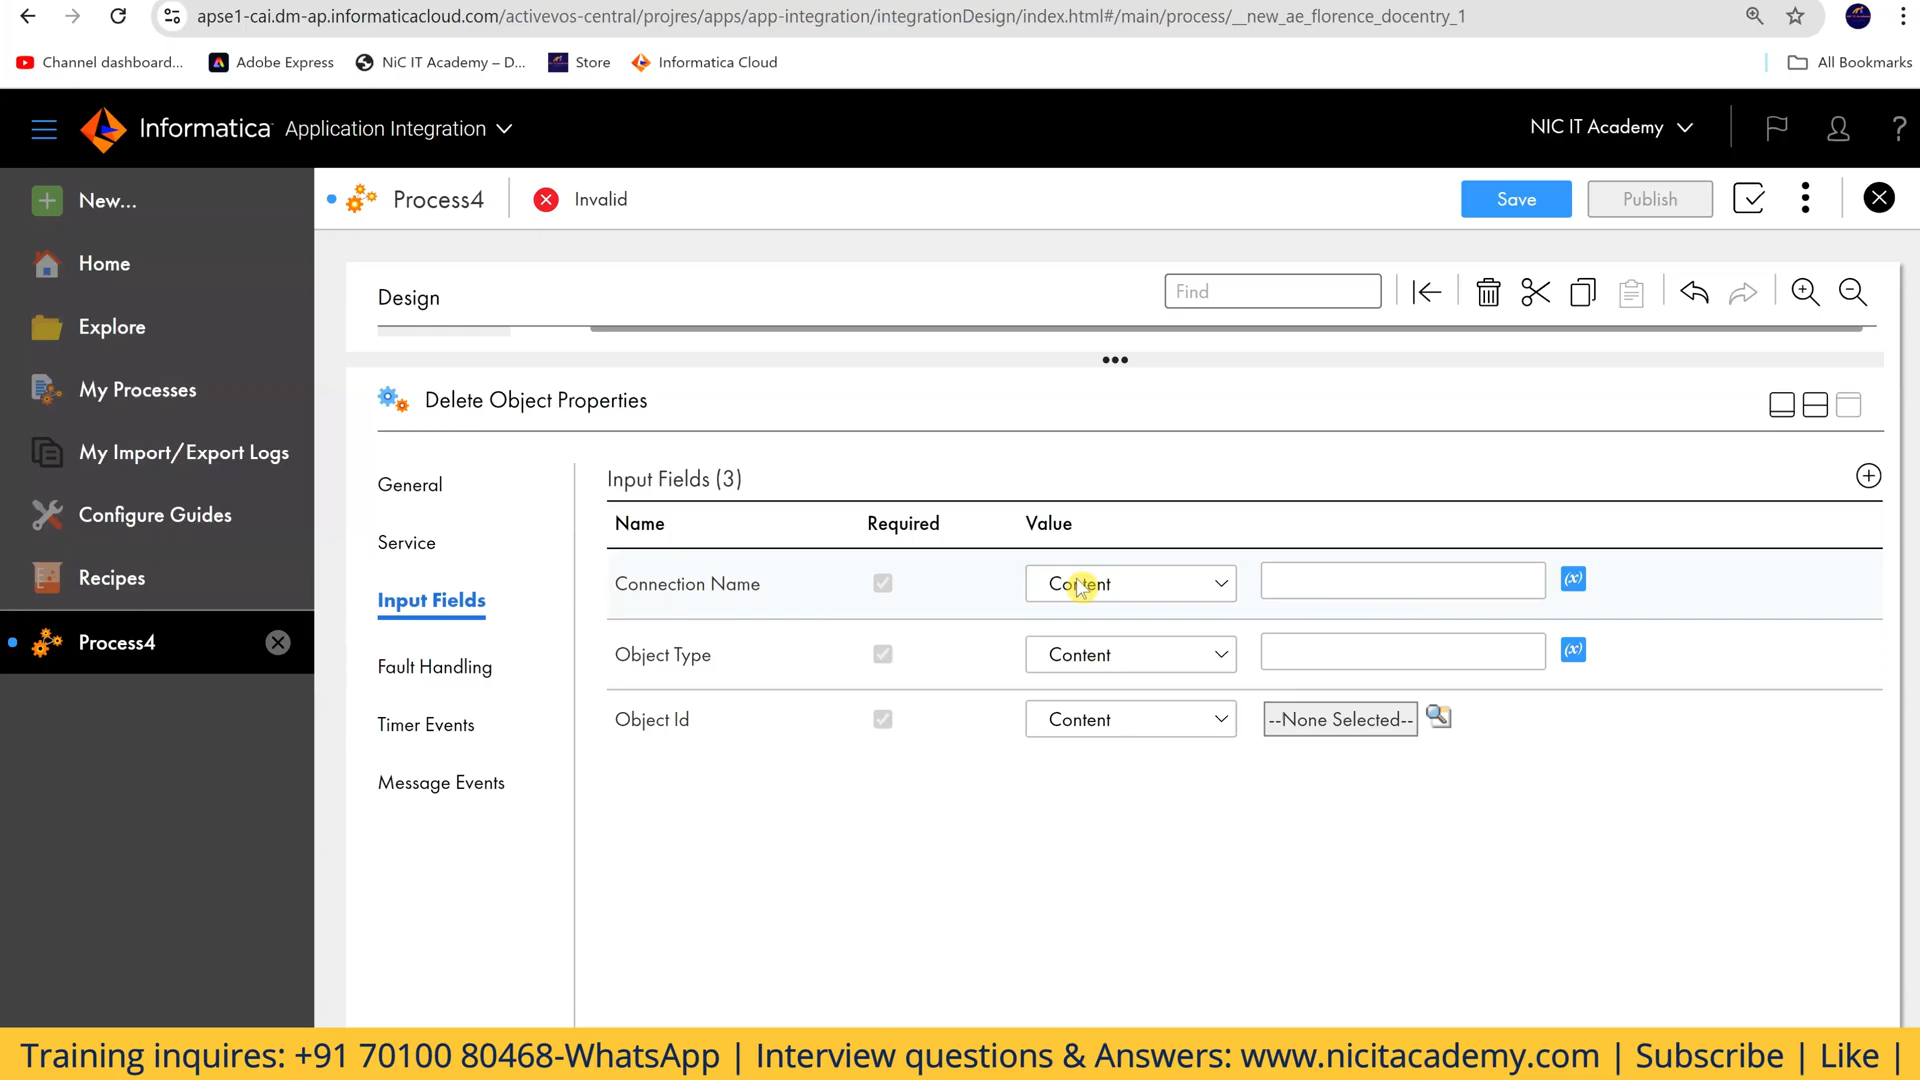 apse1-cai.dm-ap.informaticacloud.com/activevos-central/projres/apps/app-integration/integrationDesign/index.html#/main/process/__new_ae_florence_docentry_1
Channel dashboard... Adobe Express NiC IT Academy – D... Store Informatica Cloud All Bookmarks
Informatica Application Integration NIC IT Academy ?
New... Process4 Invalid Save Publish
Home
Design Find
Explore
My Processes
Delete Object Properties
My Import/Export Logs
General Input Fields (3)
Configure Guides
Name Required Value
Service
Recipes
Connection Name Content (x)
Input Fields
Process4
Object Type Content (x)
Fault Handling
Object Id Content --None Selected--
Timer Events
Message Events
Training inquires: +91 70100 80468-WhatsApp | Interview questions & Answers: www.nicitacademy.com | Subscribe | Like |